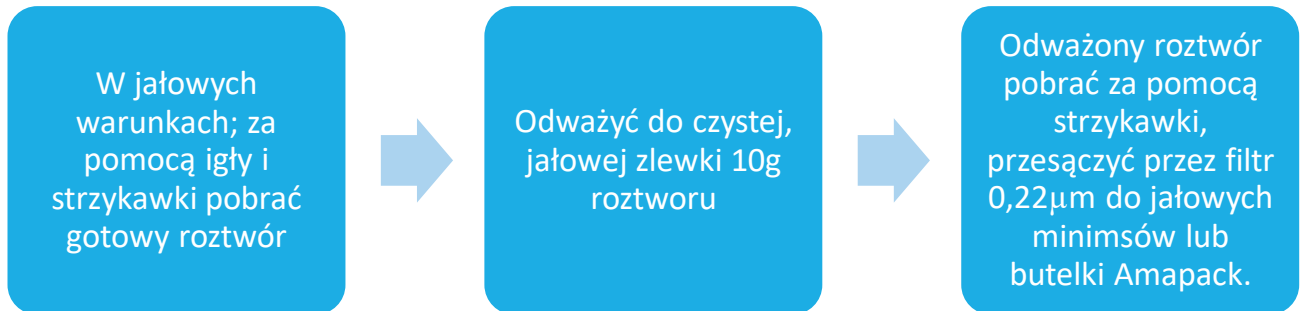 W jałowych
warunkach; za
pomocą igły i
strzykawki pobrać
gotowy roztwór
Odważyć do czystej,
jałowej zlewki 10g
roztworu
Odważony roztwór
pobrać za pomocą
strzykawki,
przesączyć przez filtr
0,22μm do jałowych
minimsów lub
butelki Amapack.